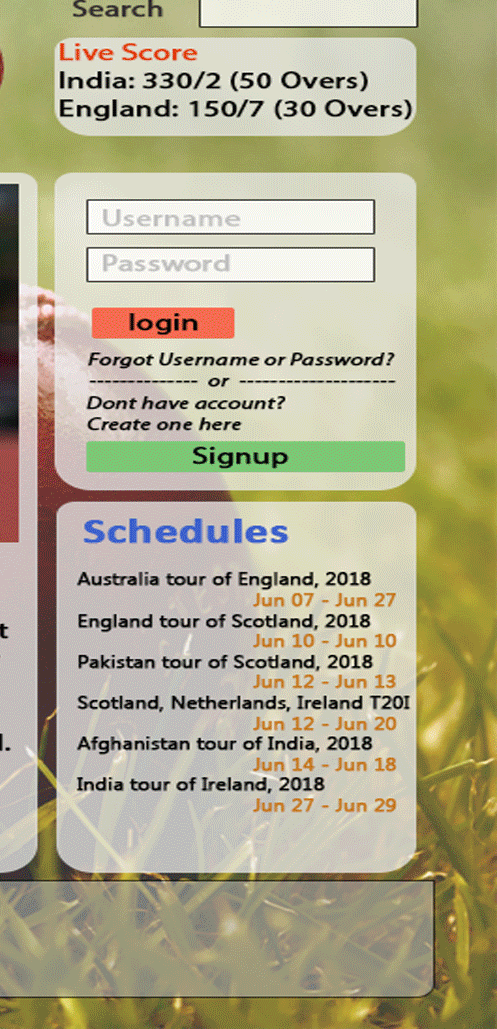 Search
Live Score
India: 330/2 (50 Overs)
England: 150/7 (30 Overs)
Username
Password
login
Forgot Username or Password?
-------------- or --------------------
Dont have account?
Create one here
Signup
Schedules
Australia tour of England, 2018
Jun 07 - Jun 27
England tour of Scotland, 2018
Jun 10 - Jun 10
Pakistan tour of Scotland, 2018
Jun 12 - Jun 13
Scotland, Netherlands, Ireland T20I
Jun 12 - Jun 20
Afghanistan tour of India, 2018
Jun 14 - Jun 18
India tour of Ireland, 2018
Jun 27 - Jun 29